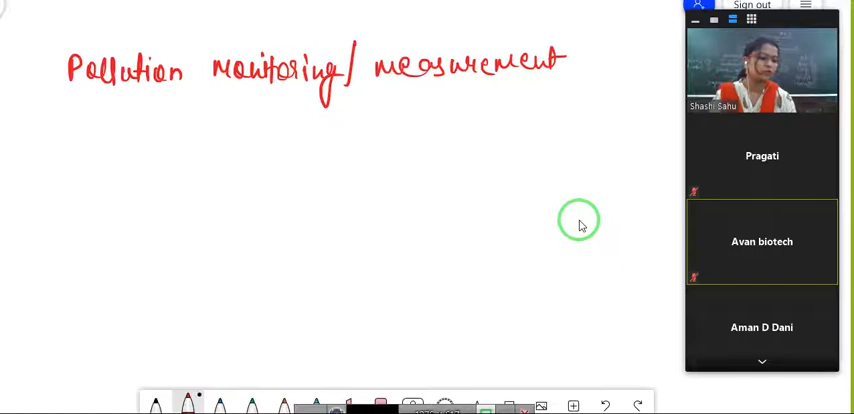 Sign out
Pollution monitoring/ measurement
Shashi Sahu
Pragati
Avan biotech
Aman D Dani